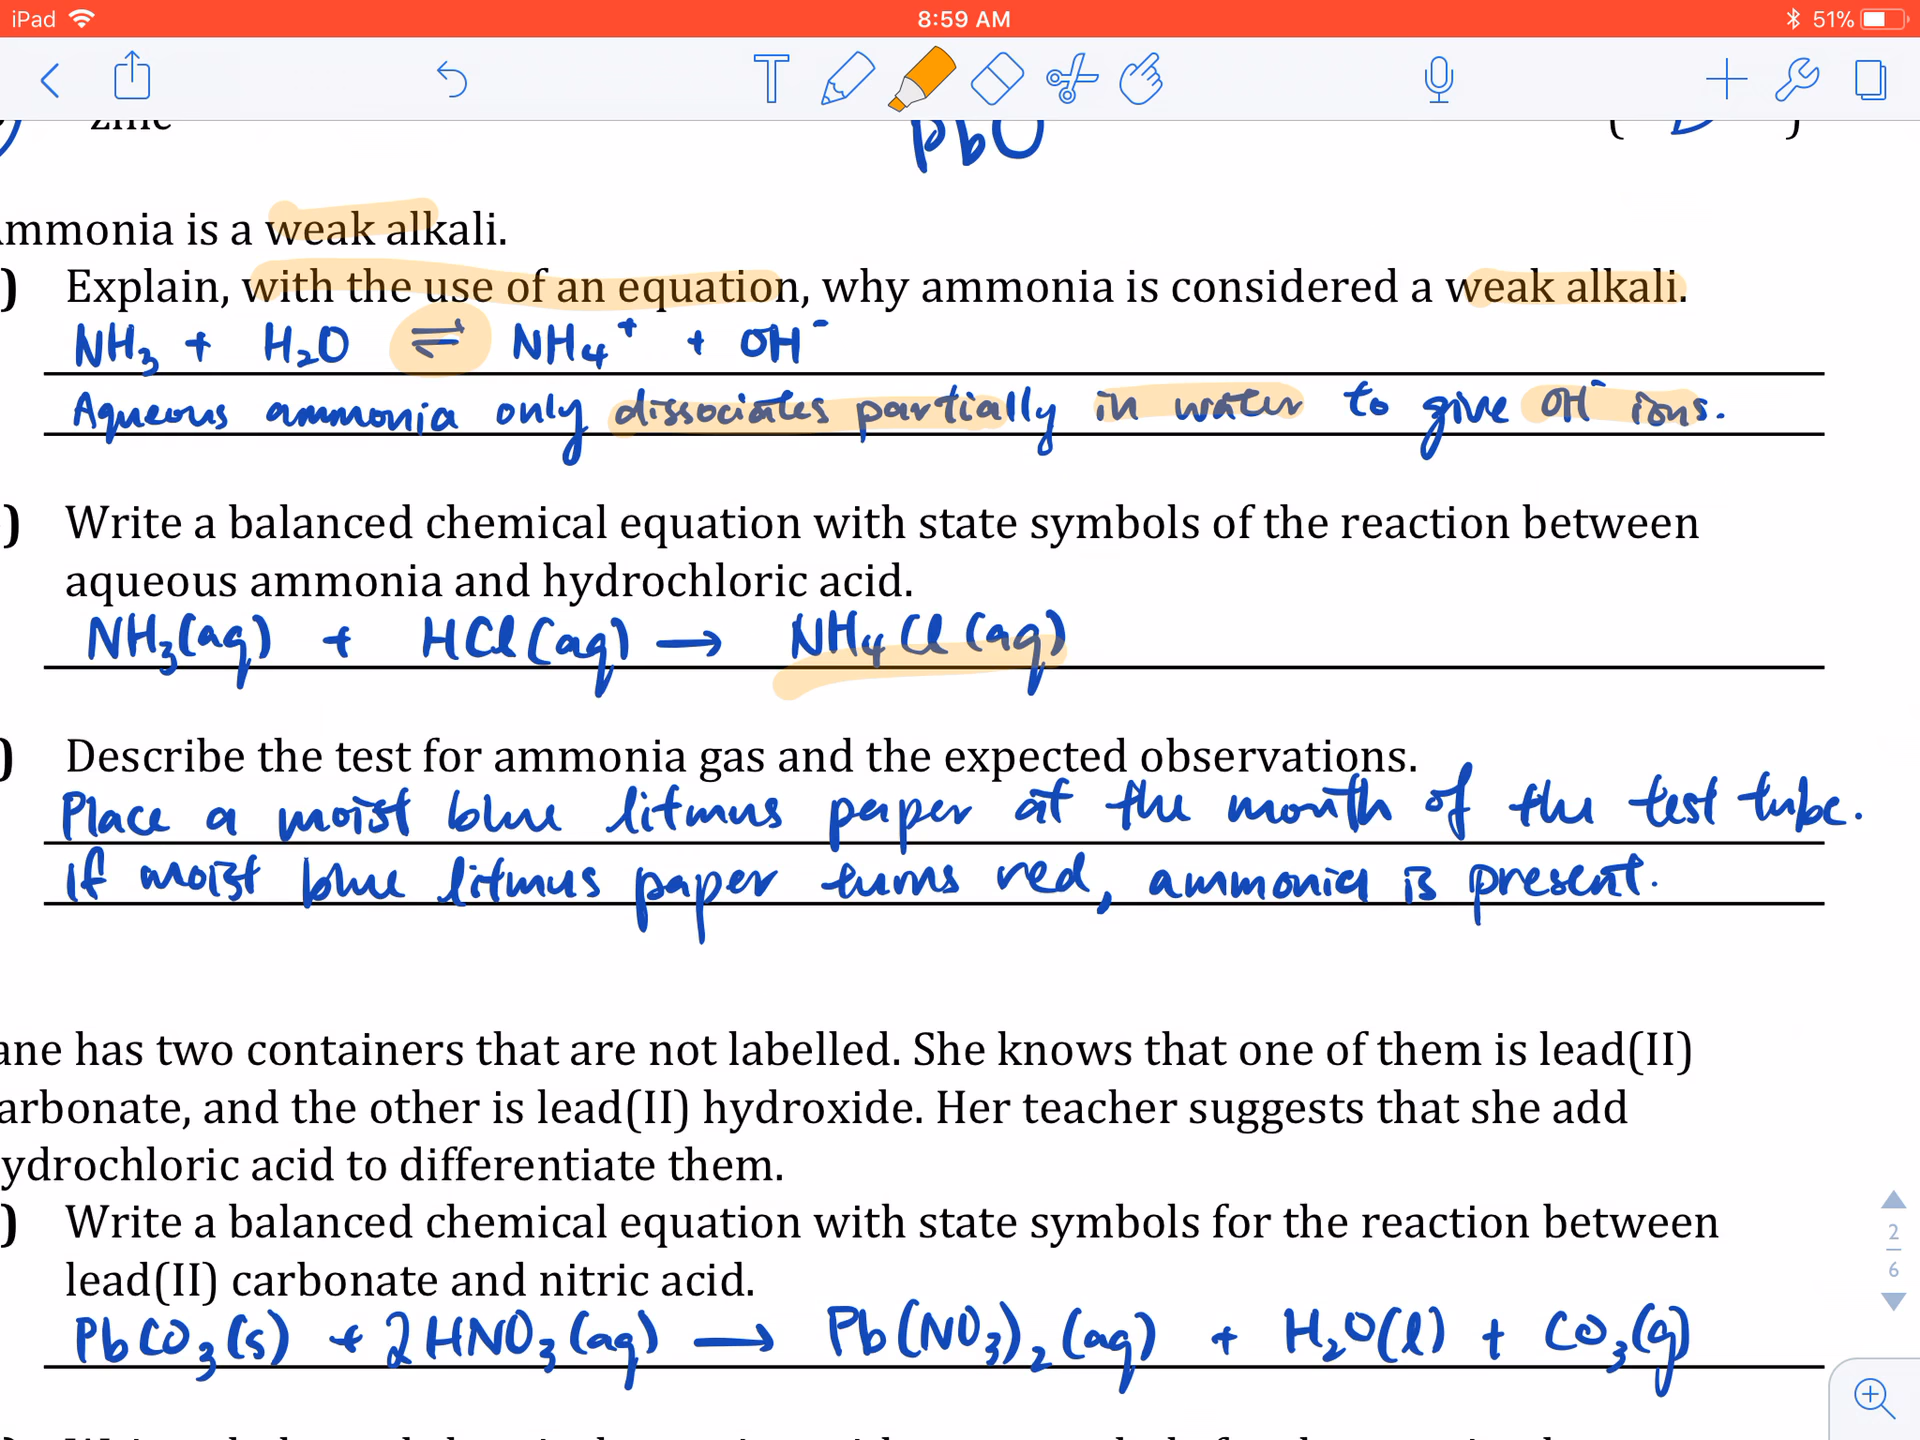 iPad 8:59 AM 51%
T
zinc PbO ( D )
mmonia is a weak alkali.
) Explain, with the use of an equation, why ammonia is considered a weak alkali.
NH₃ + H₂O ⇌ NH₄⁺ + OH⁻
Aqueous ammonia only dissociates partially in water to give OH⁻ ions.
) Write a balanced chemical equation with state symbols of the reaction between
aqueous ammonia and hydrochloric acid.
NH₃(aq) + HCl(aq) → NH₄Cl(aq)
) Describe the test for ammonia gas and the expected observations.
Place a moist blue litmus paper at the mouth of the test tube.
If moist blue litmus paper turns red, ammonia is present.
ane has two containers that are not labelled. She knows that one of them is lead(II)
arbonate, and the other is lead(II) hydroxide. Her teacher suggests that she add
ydrochloric acid to differentiate them.
) Write a balanced chemical equation with state symbols for the reaction between
lead(II) carbonate and nitric acid.
PbCO₃(s) + 2HNO₃(aq) → Pb(NO₃)₂(aq) + H₂O(l) + CO₃(g)
2
6